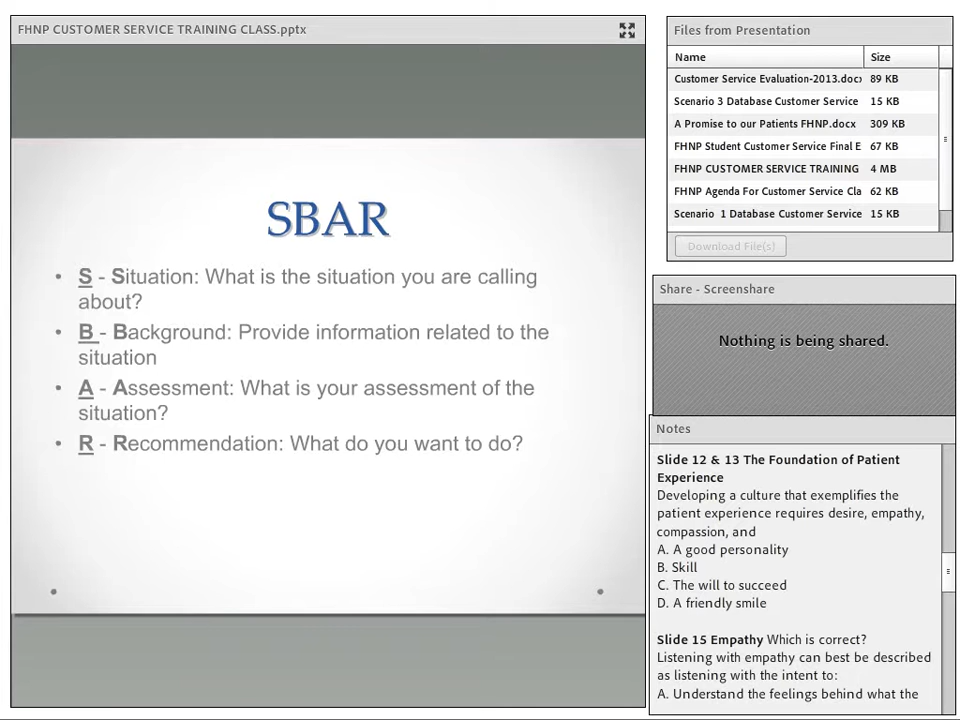 FHNP CUSTOMER SERVICE TRAINING CLASS.pptx
SBAR
• S - Situation: What is the situation you are calling
about?
• B - Background: Provide information related to the
situation
• A - Assessment: What is your assessment of the
situation?
• R - Recommendation: What do you want to do?
Files from Presentation
Name Size
Customer Service Evaluation-2013.docx 89 KB
Scenario 3 Database Customer Service 15 KB
A Promise to our Patients FHNP.docx 309 KB
FHNP Student Customer Service Final E 67 KB
FHNP CUSTOMER SERVICE TRAINING 4 MB
FHNP Agenda For Customer Service Cla 62 KB
Scenario 1 Database Customer Service 15 KB
Download File(s)
Share - Screenshare
Nothing is being shared.
Notes
Slide 12 & 13 The Foundation of Patient
Experience
Developing a culture that exemplifies the
patient experience requires desire, empathy,
compassion, and
A. A good personality
B. Skill
C. The will to succeed
D. A friendly smile
Slide 15 Empathy Which is correct?
Listening with empathy can best be described
as listening with the intent to:
A. Understand the feelings behind what the